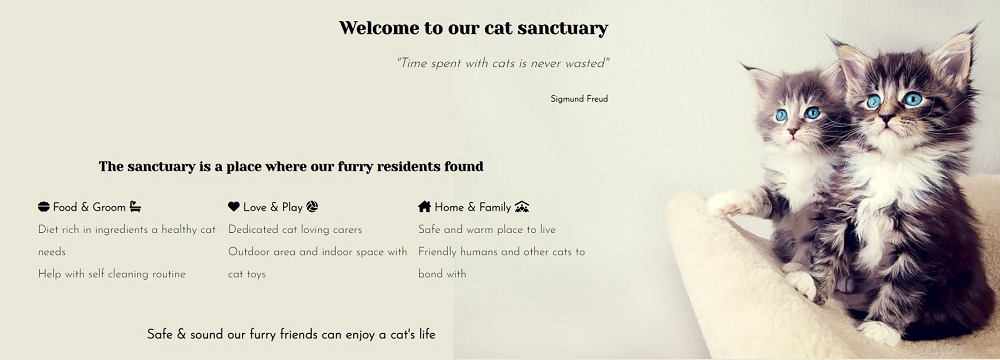 Welcome to our cat sanctuary
"Time spent with cats is never wasted"
Sigmund Freud
The sanctuary is a place where our furry residents found
Food & Groom
Diet rich in ingredients a healthy cat
needs
Help with self cleaning routine
Love & Play
Dedicated cat loving carers
Outdoor area and indoor space with
cat toys
Home & Family
Safe and warm place to live
Friendly humans and other cats to
bond with
Safe & sound our furry friends can enjoy a cat's life